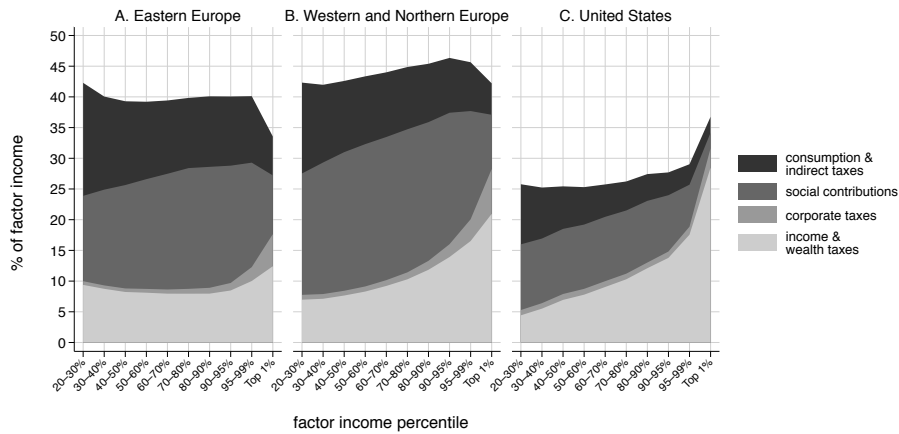 A. Eastern Europe
B. Western and Northern Europe
C. United States
% of factor income
50
45
40
35
30
25
20
15
10
5
0
20-30%
30-40%
40-50%
50-60%
60-70%
70-80%
80-90%
90-95%
95-99%
Top 1%
20-30%
30-40%
40-50%
50-60%
60-70%
70-80%
80-90%
90-95%
95-99%
Top 1%
20-30%
30-40%
40-50%
50-60%
60-70%
70-80%
80-90%
90-95%
95-99%
Top 1%
factor income percentile
consumption &
indirect taxes
social contributions
corporate taxes
income &
wealth taxes